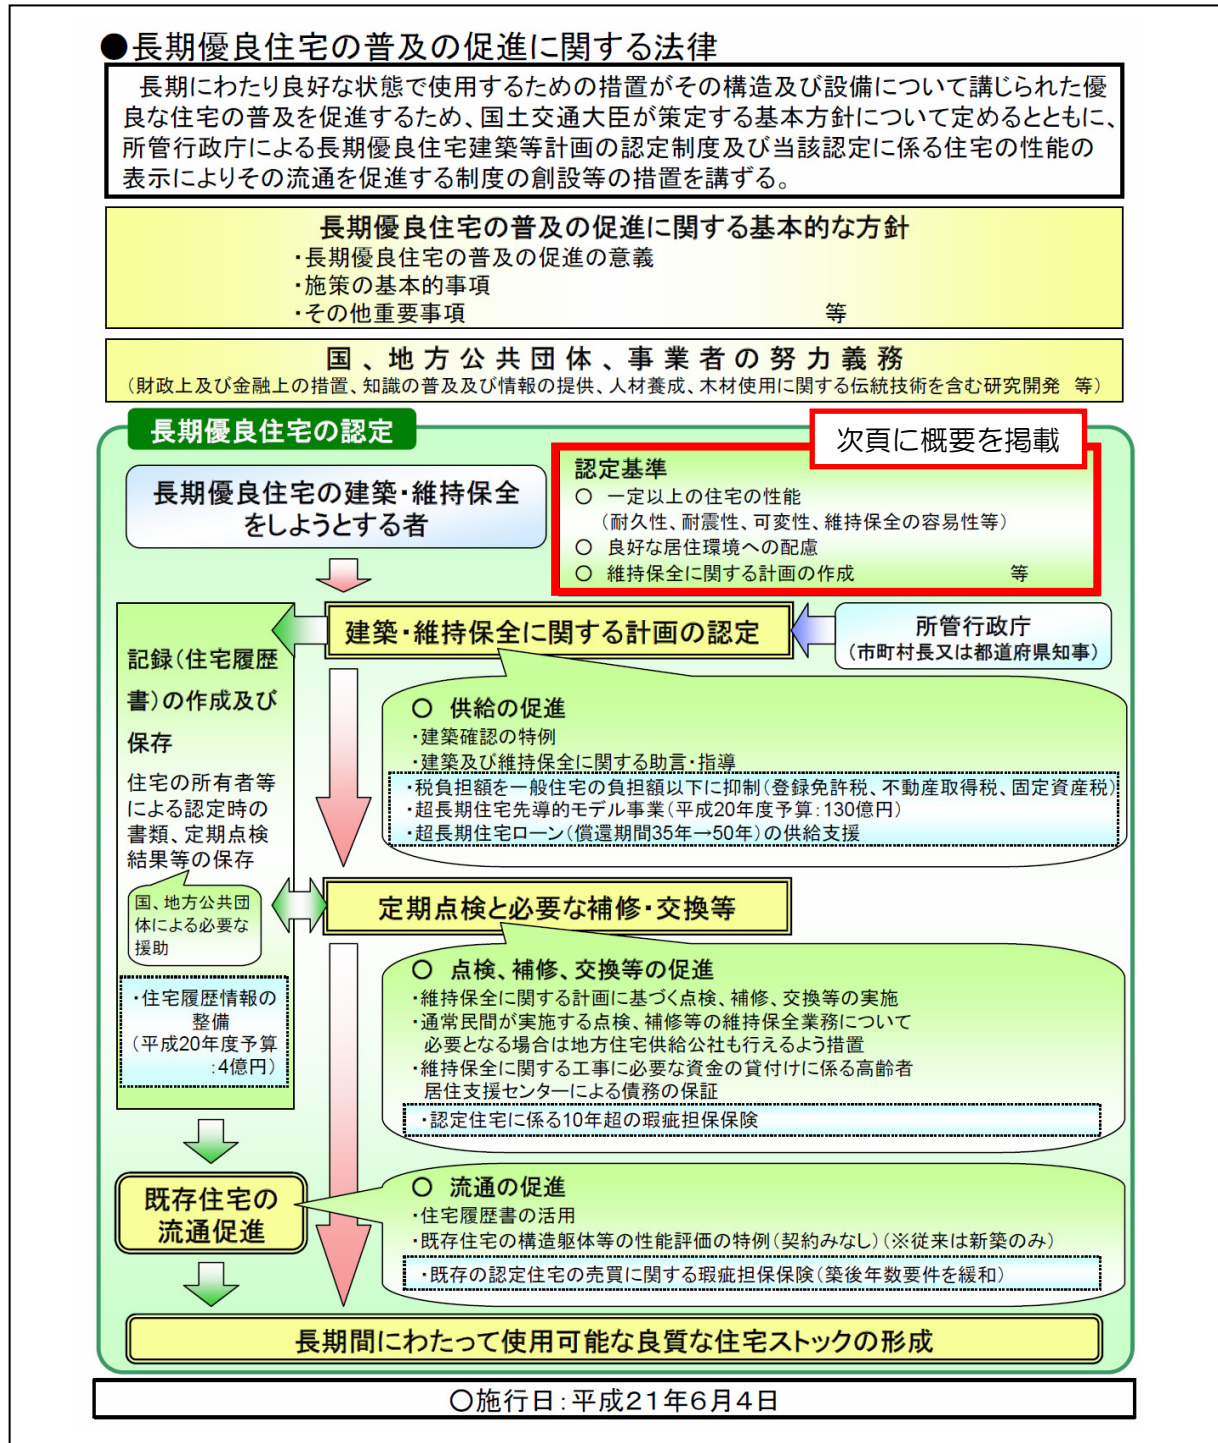 ●長期優良住宅の普及の促進に関する法律
長期にわたり良好な状態で使用するための措置がその構造及び設備について講じられた優
良な住宅の普及を促進するため、国土交通大臣が策定する基本方針について定めるとともに、
所管行政庁による長期優良住宅建築等計画の認定制度及び当該認定に係る住宅の性能の
表示によりその流通を促進する制度の創設等の措置を講ずる。
長期優良住宅の普及の促進に関する基本的な方針
・長期優良住宅の普及の促進の意義
・施策の基本的事項
・その他重要事項 等
国、地方公共団体、事業者の努力義務
（財政上及び金融上の措置、知識の普及及び情報の提供、人材養成、木材使用に関する伝統技術を含む研究開発 等）
長期優良住宅の認定
次頁に概要を掲載
長期優良住宅の建築・維持保全
をしようとする者
認定基準
○ 一定以上の住宅の性能
（耐久性、耐震性、可変性、維持保全の容易性等）
○ 良好な居住環境への配慮
○ 維持保全に関する計画の作成 等
建築・維持保全に関する計画の認定
所管行政庁
（市町村長又は都道府県知事）
記録（住宅履歴
書）の作成及び
保存
住宅の所有者等
による認定時の
書類、定期点検
結果等の保存
国、地方公共団
体による必要な
援助
・住宅履歴情報の
整備
（平成20年度予算
：4億円）
○ 供給の促進
・建築確認の特例
・建築及び維持保全に関する助言・指導
・税負担額を一般住宅の負担額以下に抑制（登録免許税、不動産取得税、固定資産税）
・超長期住宅先導的モデル事業（平成20年度予算：130億円）
・超長期住宅ローン（償還期間35年→50年）の供給支援
定期点検と必要な補修・交換等
○ 点検、補修、交換等の促進
・維持保全に関する計画に基づく点検、補修、交換等の実施
・通常民間が実施する点検、補修等の維持保全業務について
必要となる場合は地方住宅供給公社も行えるよう措置
・維持保全に関する工事に必要な資金の貸付けに係る高齢者
居住支援センターによる債務の保証
・認定住宅に係る10年超の瑕疵担保保険
既存住宅の
流通促進
○ 流通の促進
・住宅履歴書の活用
・既存住宅の構造躯体等の性能評価の特例（契約みなし）（※従来は新築のみ）
・既存の認定住宅の売買に関する瑕疵担保保険（築後年数要件を緩和）
長期間にわたって使用可能な良質な住宅ストックの形成
○施行日：平成２１年６月４日